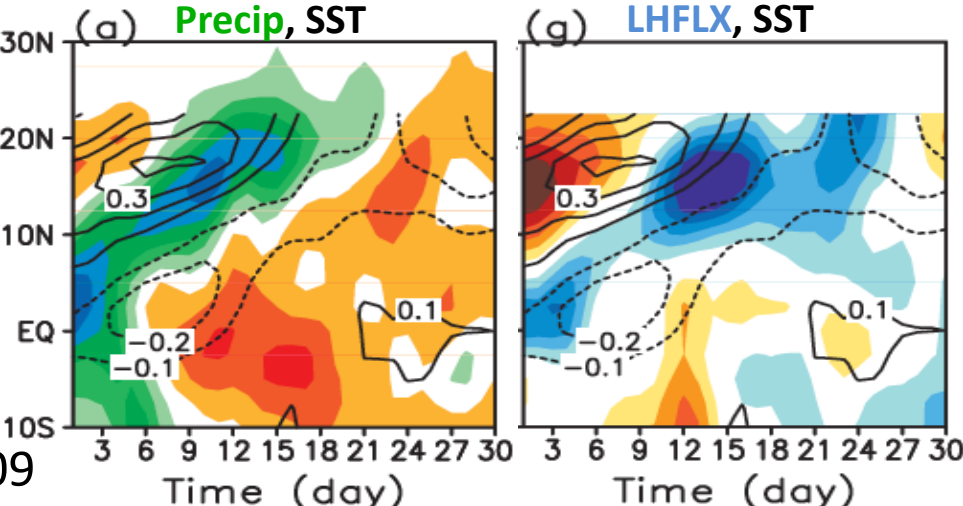 (a) Precip, SST
30N
20N
10N
EQ
10S
0.3
0.1
−0.2
−0.1
3 6 9 12 15 18 21 24 27 30
Time (day)
09
(g) LHFLX, SST
0.3
0.1
−0.2
−0.1
3 6 9 12 15 18 21 24 27 30
Time (day)